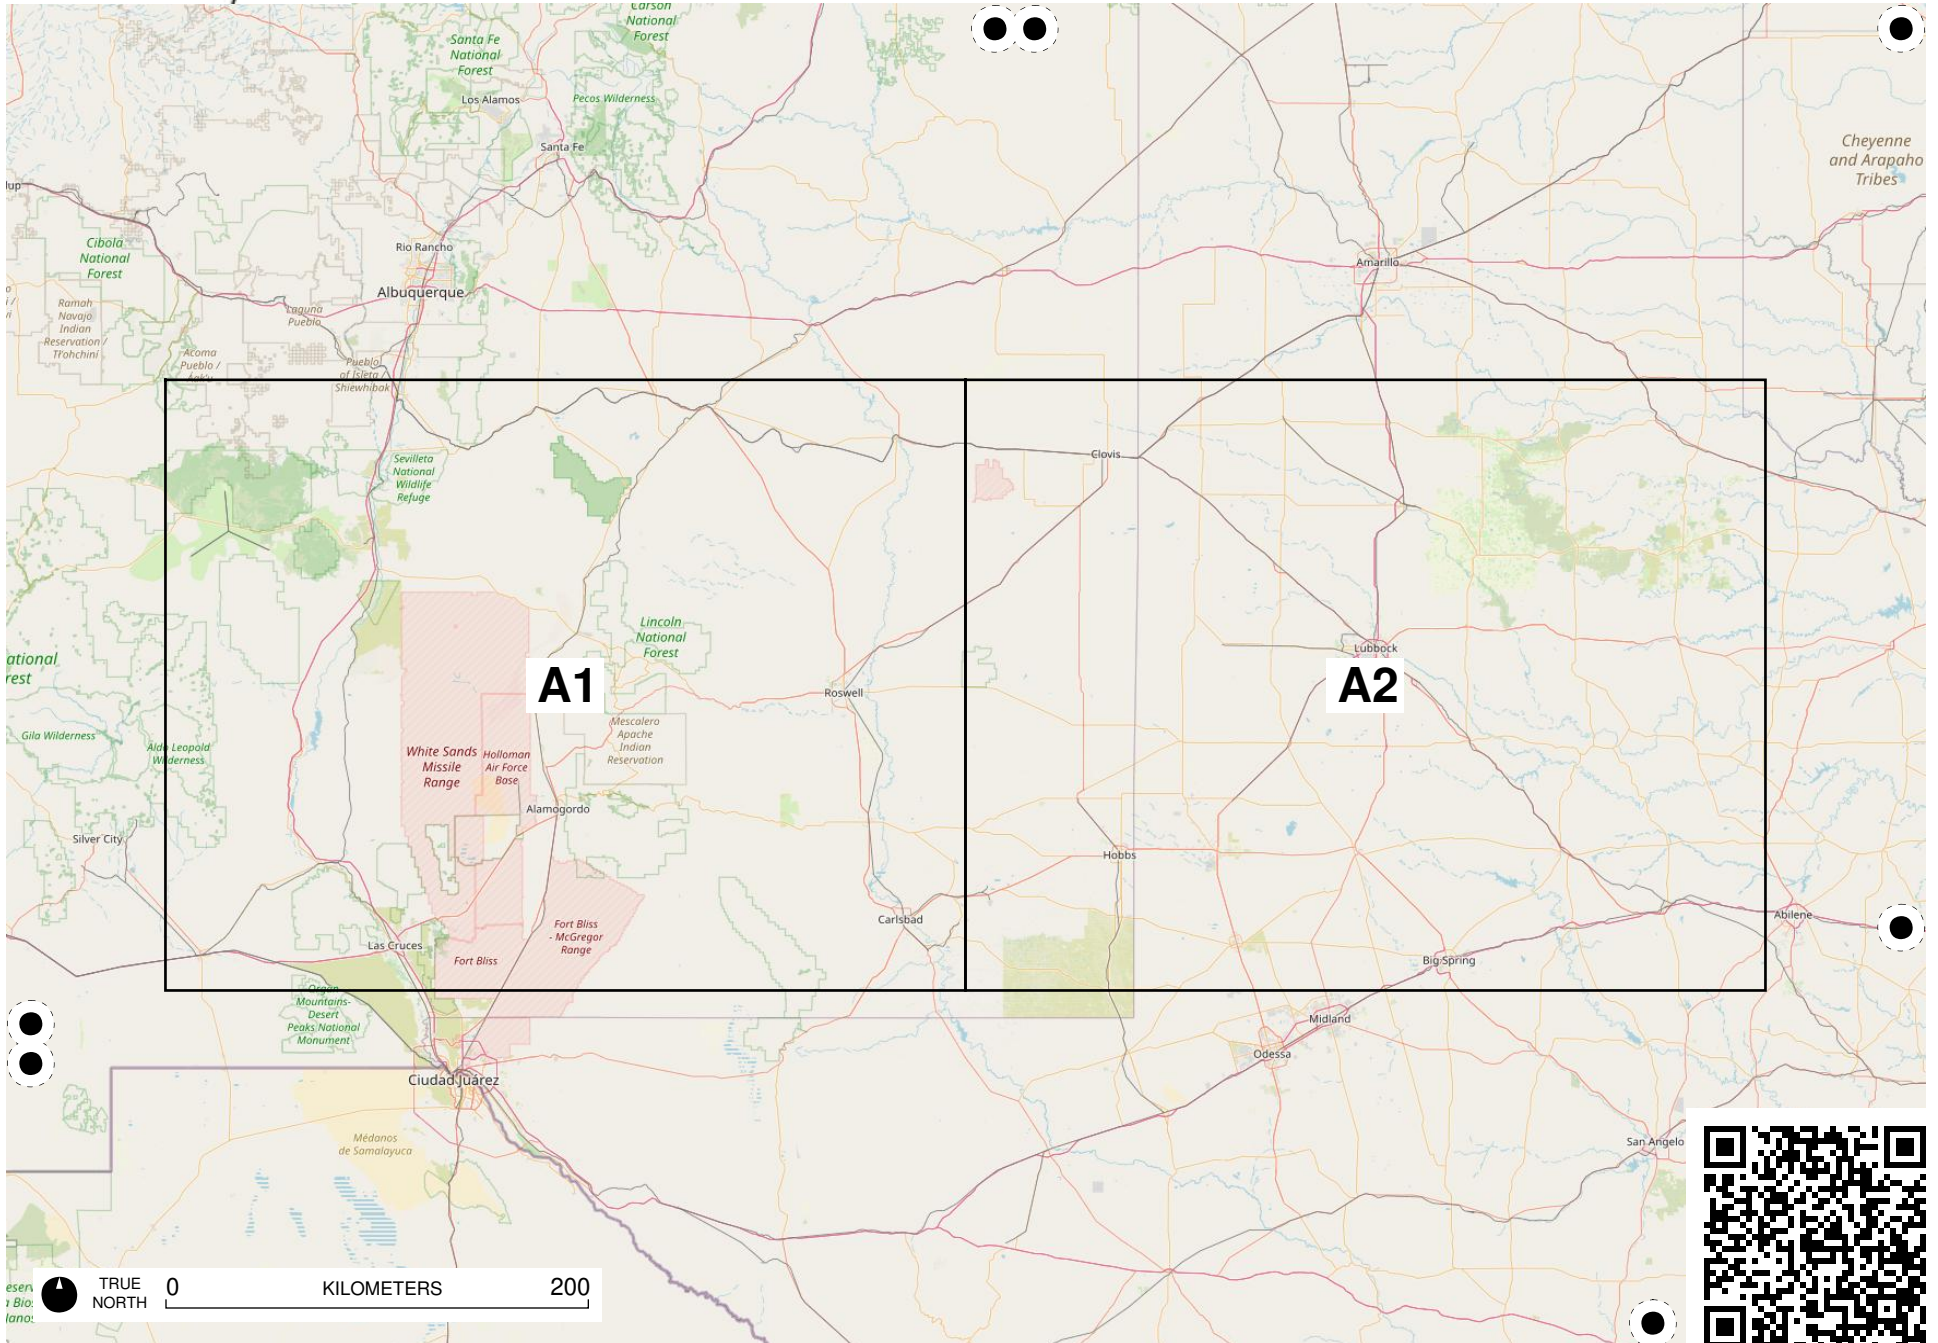 Carson
National
Forest
Santa Fe
National
Forest
Los Alamos
Pecos Wilderness
Santa Fe
Cheyenne
and Arapaho
Tribes
lup
Cibola
National
Forest
Rio Rancho
Albuquerque
Amarillo
Ramah
Navajo
Indian
Reservation /
Laguna
Pueblo
Acoma
Pueblo /
Pueblo
of Isleta /
Shiewhibak
Sevilleta
National
Wildlife
Refuge
Clovis
Lincoln
National
Forest
Lubbock
ational
rest
A1
A2
Roswell
Mescalero
Apache
Indian
Reservation
Gila Wilderness
Aldo Leopold
Wilderness
White Sands
Missile
Range
Holloman
Air Force
Base
Alamogordo
Silver City
Hobbs
Carlsbad
Abilene
Fort Bliss
- McGregor
Range
Las Cruces
Fort Bliss
Big Spring
Organ
Mountains-
Desert
Peaks National
Monument
Midland
Odessa
Ciudad Juárez
Médanos
de Samalayuca
San Angelo
TRUE
NORTH
0 KILOMETERS 200